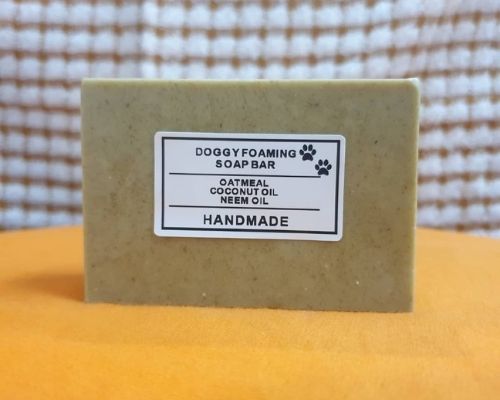 DOGGY FOAMING
SOAP BAR
OATMEAL
COCONUT OIL
NEEM OIL
HANDMADE